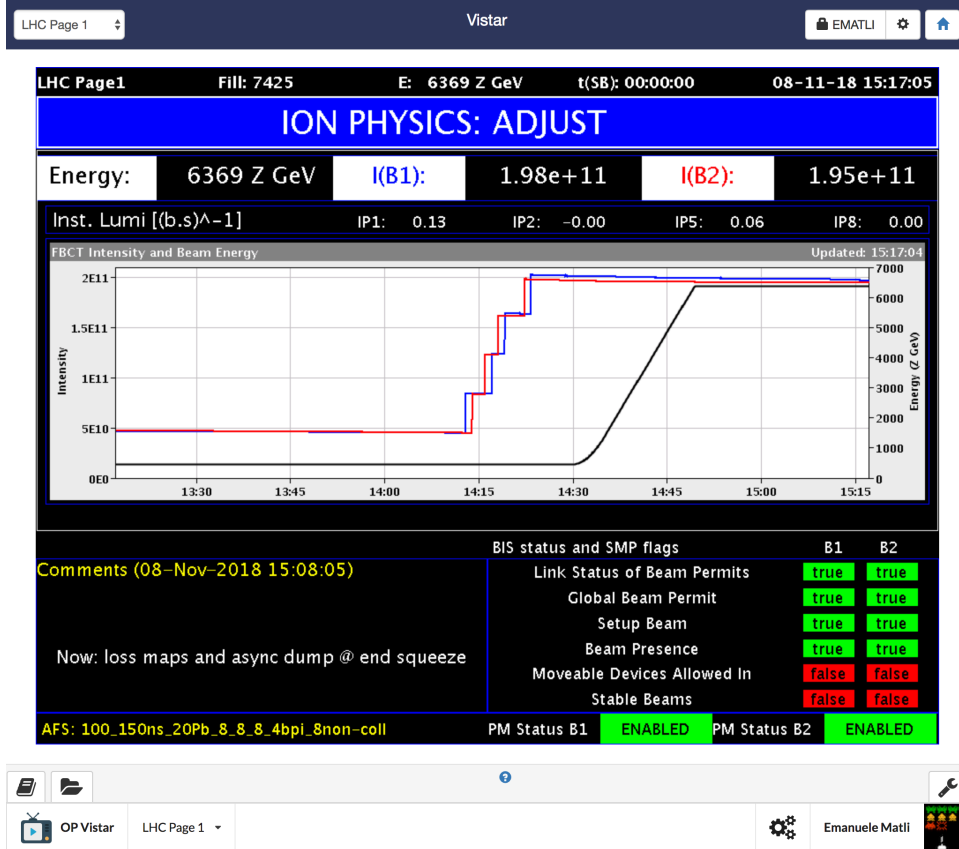 LHC Page 1
Vistar
EMATLI
LHC Page1 Fill: 7425 E: 6369 Z GeV t(SB): 00:00:00 08-11-18 15:17:05
ION PHYSICS: ADJUST
Energy: 6369 Z GeV I(B1): 1.98e+11 I(B2): 1.95e+11
Inst. Lumi [(b.s)^-1] IP1: 0.13 IP2: -0.00 IP5: 0.06 IP8: 0.00
FBCT Intensity and Beam Energy Updated: 15:17:04
2E11
1.5E11
1E11
5E10
0E0
Intensity
7000
6000
5000
4000
3000
2000
1000
0
Energy (Z GeV)
13:30 13:45 14:00 14:15 14:30 14:45 15:00 15:15
BIS status and SMP flags B1 B2
Comments (08-Nov-2018 15:08:05)
Now: loss maps and async dump @ end squeeze
Link Status of Beam Permits true true
Global Beam Permit true true
Setup Beam true true
Beam Presence true true
Moveable Devices Allowed In false false
Stable Beams false false
AFS: 100_150ns_20Pb_8_8_8_4bpi_8non-coll PM Status B1 ENABLED PM Status B2 ENABLED
OP Vistar LHC Page 1 Emanuele Matli